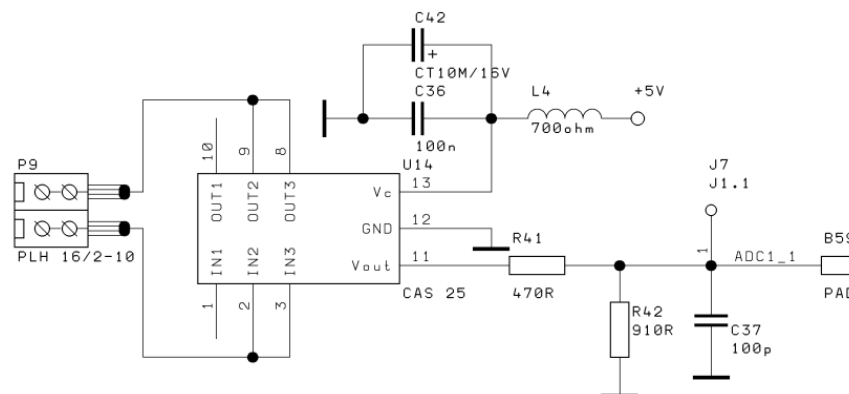 C42
CT10M/16V
C36
100n
L4
700ohm
+5V
P9
PLH 16/2-10
10
9
8
U14
OUT1
OUT2
OUT3
Vc
13
GND
12
IN1
IN2
IN3
Vout
11
CAS 25
1
2
3
R41
470R
R42
910R
J7
J1.1
1
ADC1_1
C37
100p
B59
PAD